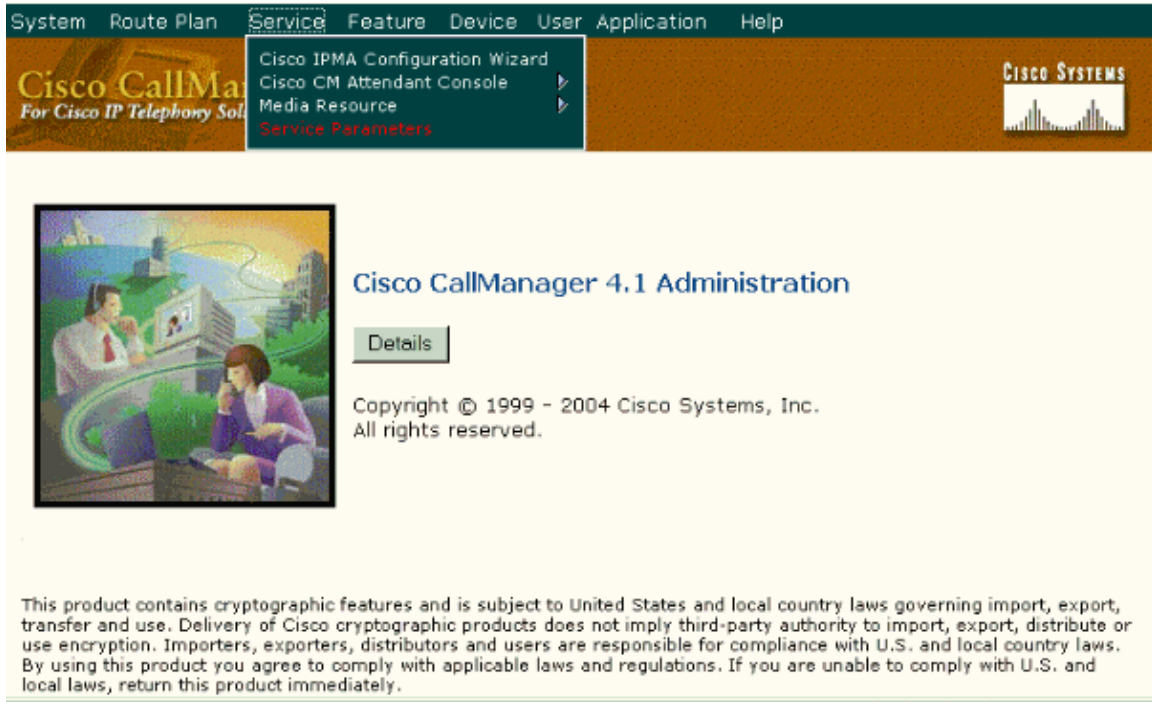 System Route Plan Service Feature Device User Application Help
Cisco IPMA Configuration Wizard
Cisco CM Attendant Console
Media Resource
Service Parameters
Cisco CallMa
For Cisco IP Telephony Sol
CISCO SYSTEMS
Cisco CallManager 4.1 Administration
Details
Copyright © 1999 - 2004 Cisco Systems, Inc.
All rights reserved.
This product contains cryptographic features and is subject to United States and local country laws governing import, export,
transfer and use. Delivery of Cisco cryptographic products does not imply third-party authority to import, export, distribute or
use encryption. Importers, exporters, distributors and users are responsible for compliance with U.S. and local country laws.
By using this product you agree to comply with applicable laws and regulations. If you are unable to comply with U.S. and
local laws, return this product immediately.